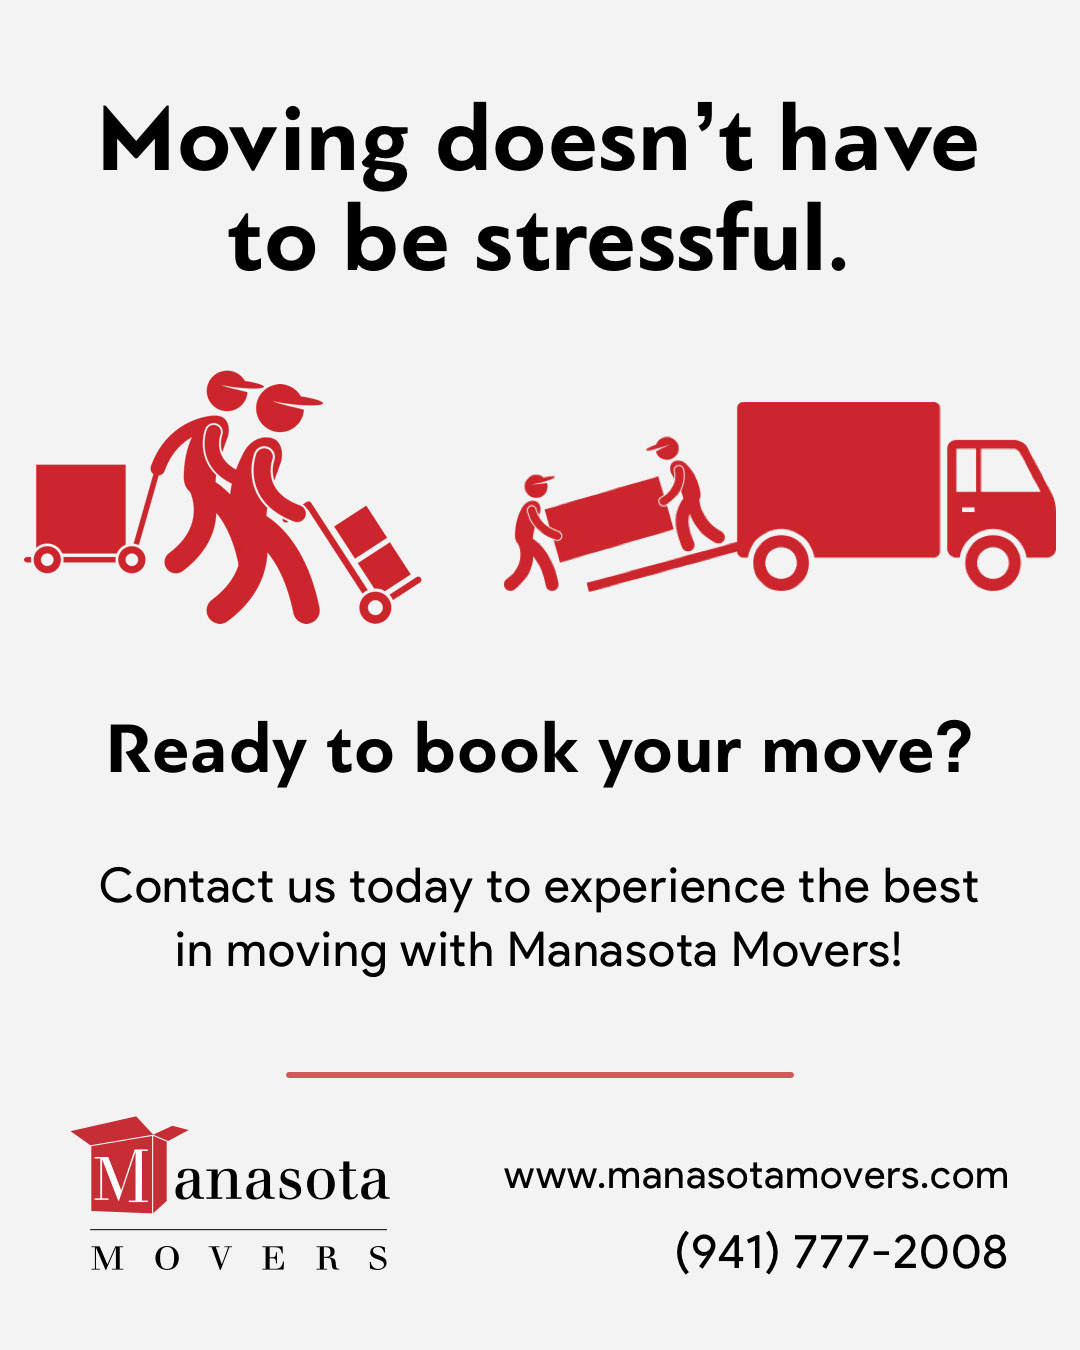 Moving doesn’t have
to be stressful.
Ready to book your move?
Contact us today to experience the best
in moving with Manasota Movers!
Manasota
MOVERS
www.manasotamovers.com
(941) 777-2008